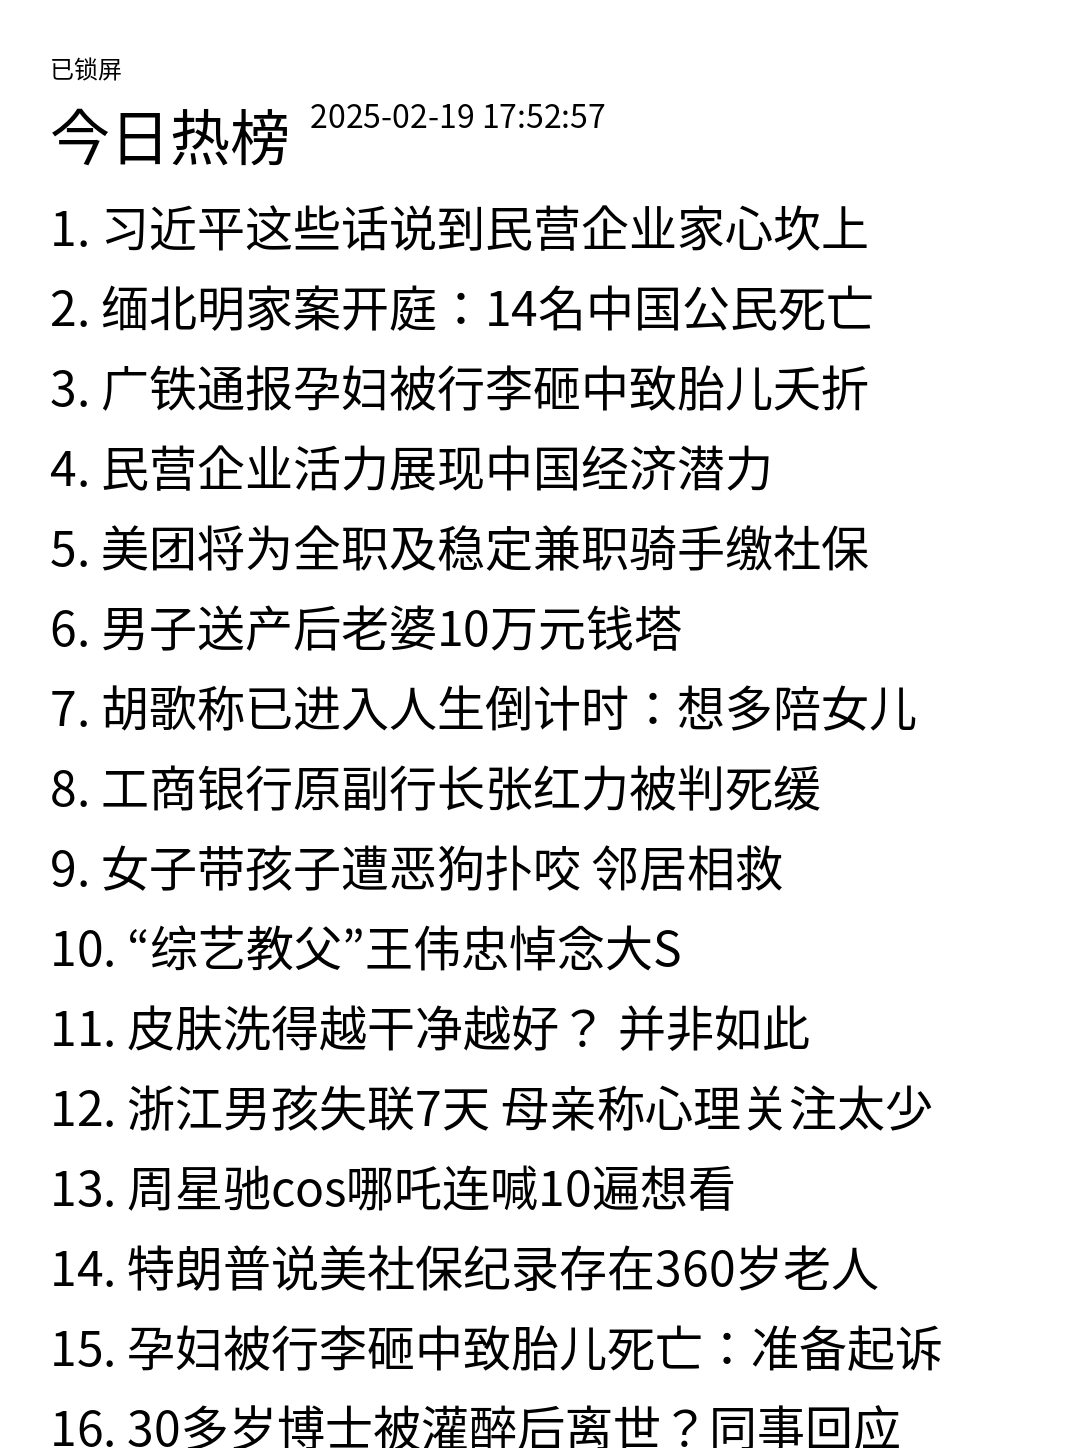 已锁屏
今日热榜 2025-02-19 17:52:57
1. 习近平这些话说到民营企业家心坎上
2. 缅北明家案开庭：14名中国公民死亡
3. 广铁通报孕妇被行李砸中致胎儿夭折
4. 民营企业活力展现中国经济潜力
5. 美团将为全职及稳定兼职骑手缴社保
6. 男子送产后老婆10万元钱塔
7. 胡歌称已进入人生倒计时：想多陪女儿
8. 工商银行原副行长张红力被判死缓
9. 女子带孩子遭恶狗扑咬 邻居相救
10. “综艺教父”王伟忠悼念大S
11. 皮肤洗得越干净越好？ 并非如此
12. 浙江男孩失联7天 母亲称心理关注太少
13. 周星驰cos哪吒连喊10遍想看
14. 特朗普说美社保纪录存在360岁老人
15. 孕妇被行李砸中致胎儿死亡：准备起诉
16. 30多岁博士被灌醉后离世？同事回应